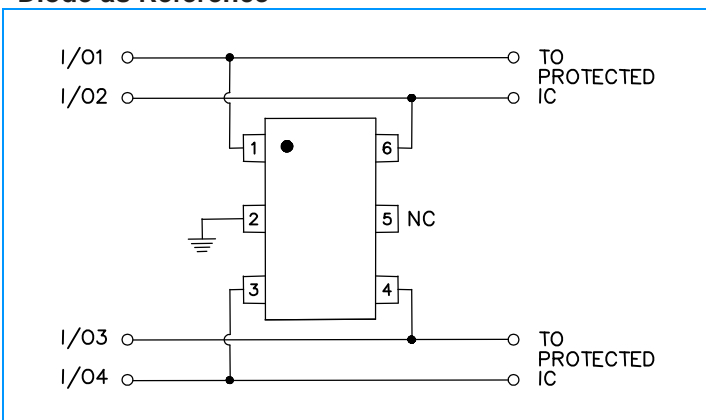 Diode as Reference
I/O1
TO
PROTECTED
I/O2
IC
1
6
2
5 NC
3
4
I/O3
TO
PROTECTED
I/O4
IC